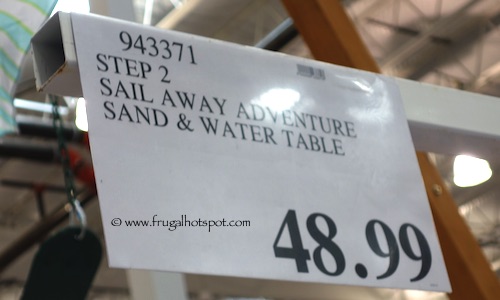 943371
STEP 2
SAIL AWAY ADVENTURE
SAND & WATER TABLE
© www.frugalhotspot.com
48.99